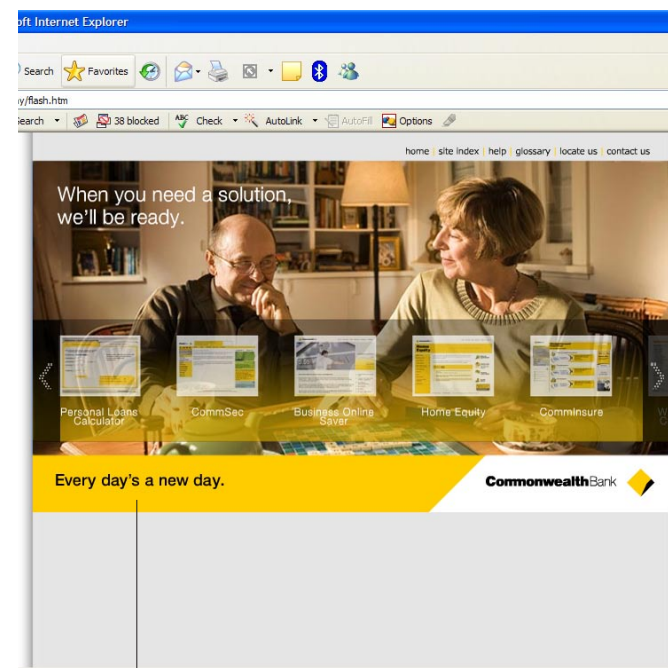 oft Internet Explorer
Search Favorites
y/flash.htm
Search 38 blocked ABC Check AutoLink AutoFill Options
home | site index | help | glossary | locate us | contact us
When you need a solution,
we'll be ready.
Personal Loans
Calculator
CommSec
Business Online
Saver
Home Equity
CommInsure
Every day's a new day.
CommonwealthBank